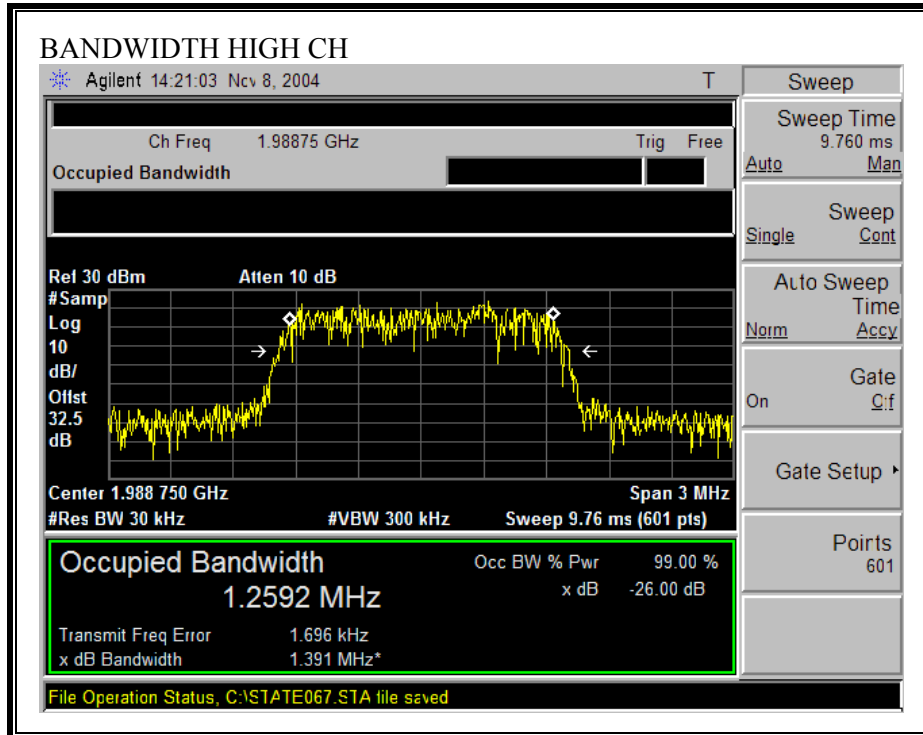 BANDWIDTH HIGH CH
Agilent 14:21:03 Nov 8, 2004 T
Sweep
Ch Freq 1.98875 GHz Trig Free
Occupied Bandwidth
Sweep Time
9.760 ms
Auto Man
Sweep
Single Cont
Auto Sweep
Time
Norm Accy
Gate
On Off
Gate Setup
Points
601
Ref 30 dBm Atten 10 dB
#Samp
Log
10
dB/
Offst
32.5
dB
Center 1.988 750 GHz Span 3 MHz
#Res BW 30 kHz #VBW 300 kHz Sweep 9.76 ms (601 pts)
Occupied Bandwidth
1.2592 MHz
Occ BW % Pwr 99.00 %
x dB -26.00 dB
Transmit Freq Error 1.696 kHz
x dB Bandwidth 1.391 MHz*
File Operation Status, C:\STATE067.STA file saved